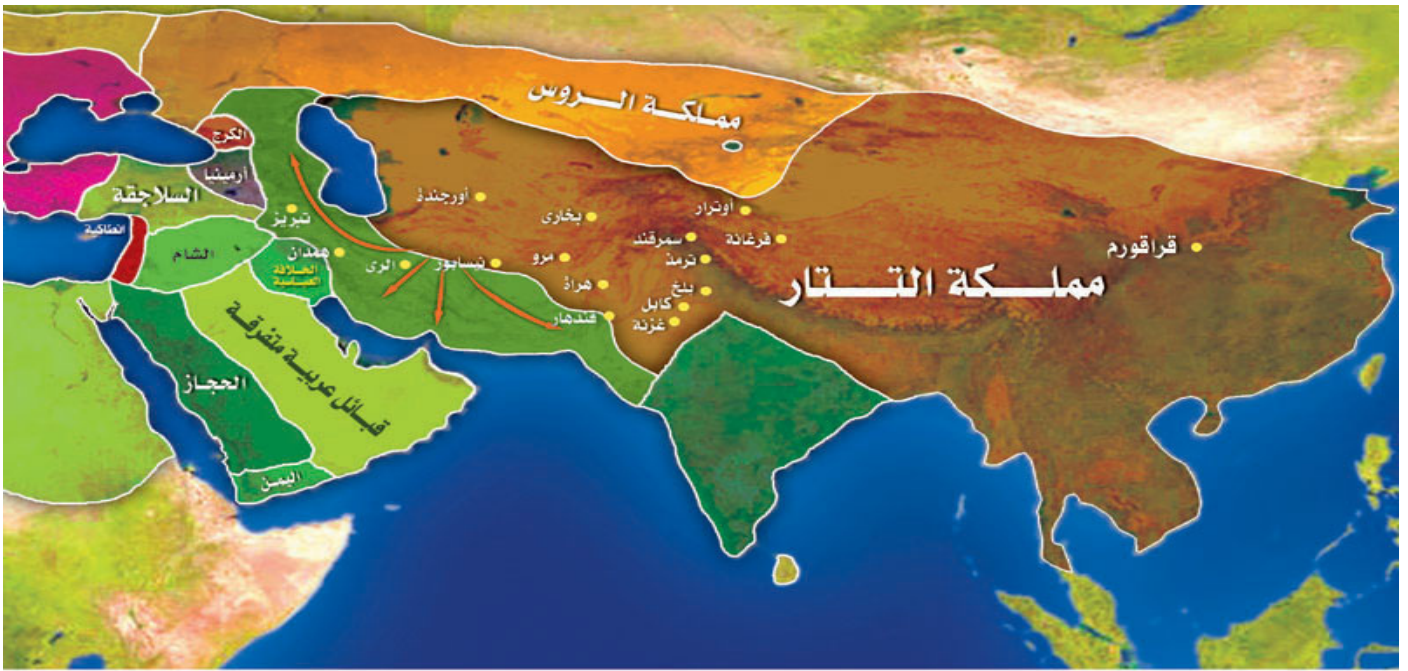 مملكة الروس
الكرج
أرمينيا
السلاجقة
أورجندة
أوترار
تبريز
بخارى
انطاكية
سمرقند
فرغانة
قراقورم
الشام
همدان
الخلافة
العباسية
الرى
نيسابور
مرو
ترمذ
مملكة التتار
هراة
بلخ
كابل
قندهار
غزنة
قبائل عربية متفرقة
الحجاز
اليمن